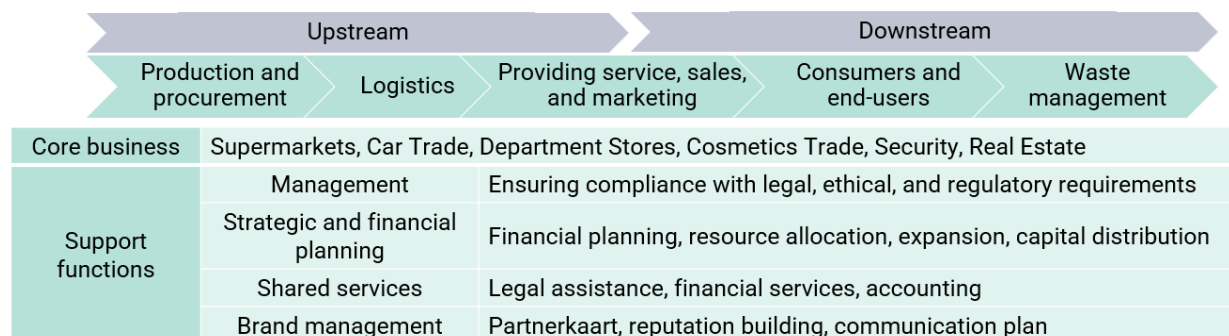 Upstream
Downstream
Production and
procurement
Logistics
Providing service, sales,
and marketing
Consumers and
end-users
Waste
management
Core business
Supermarkets, Car Trade, Department Stores, Cosmetics Trade, Security, Real Estate
Support
functions
Management
Ensuring compliance with legal, ethical, and regulatory requirements
Strategic and financial
planning
Financial planning, resource allocation, expansion, capital distribution
Shared services
Legal assistance, financial services, accounting
Brand management
Partnerkaart, reputation building, communication plan